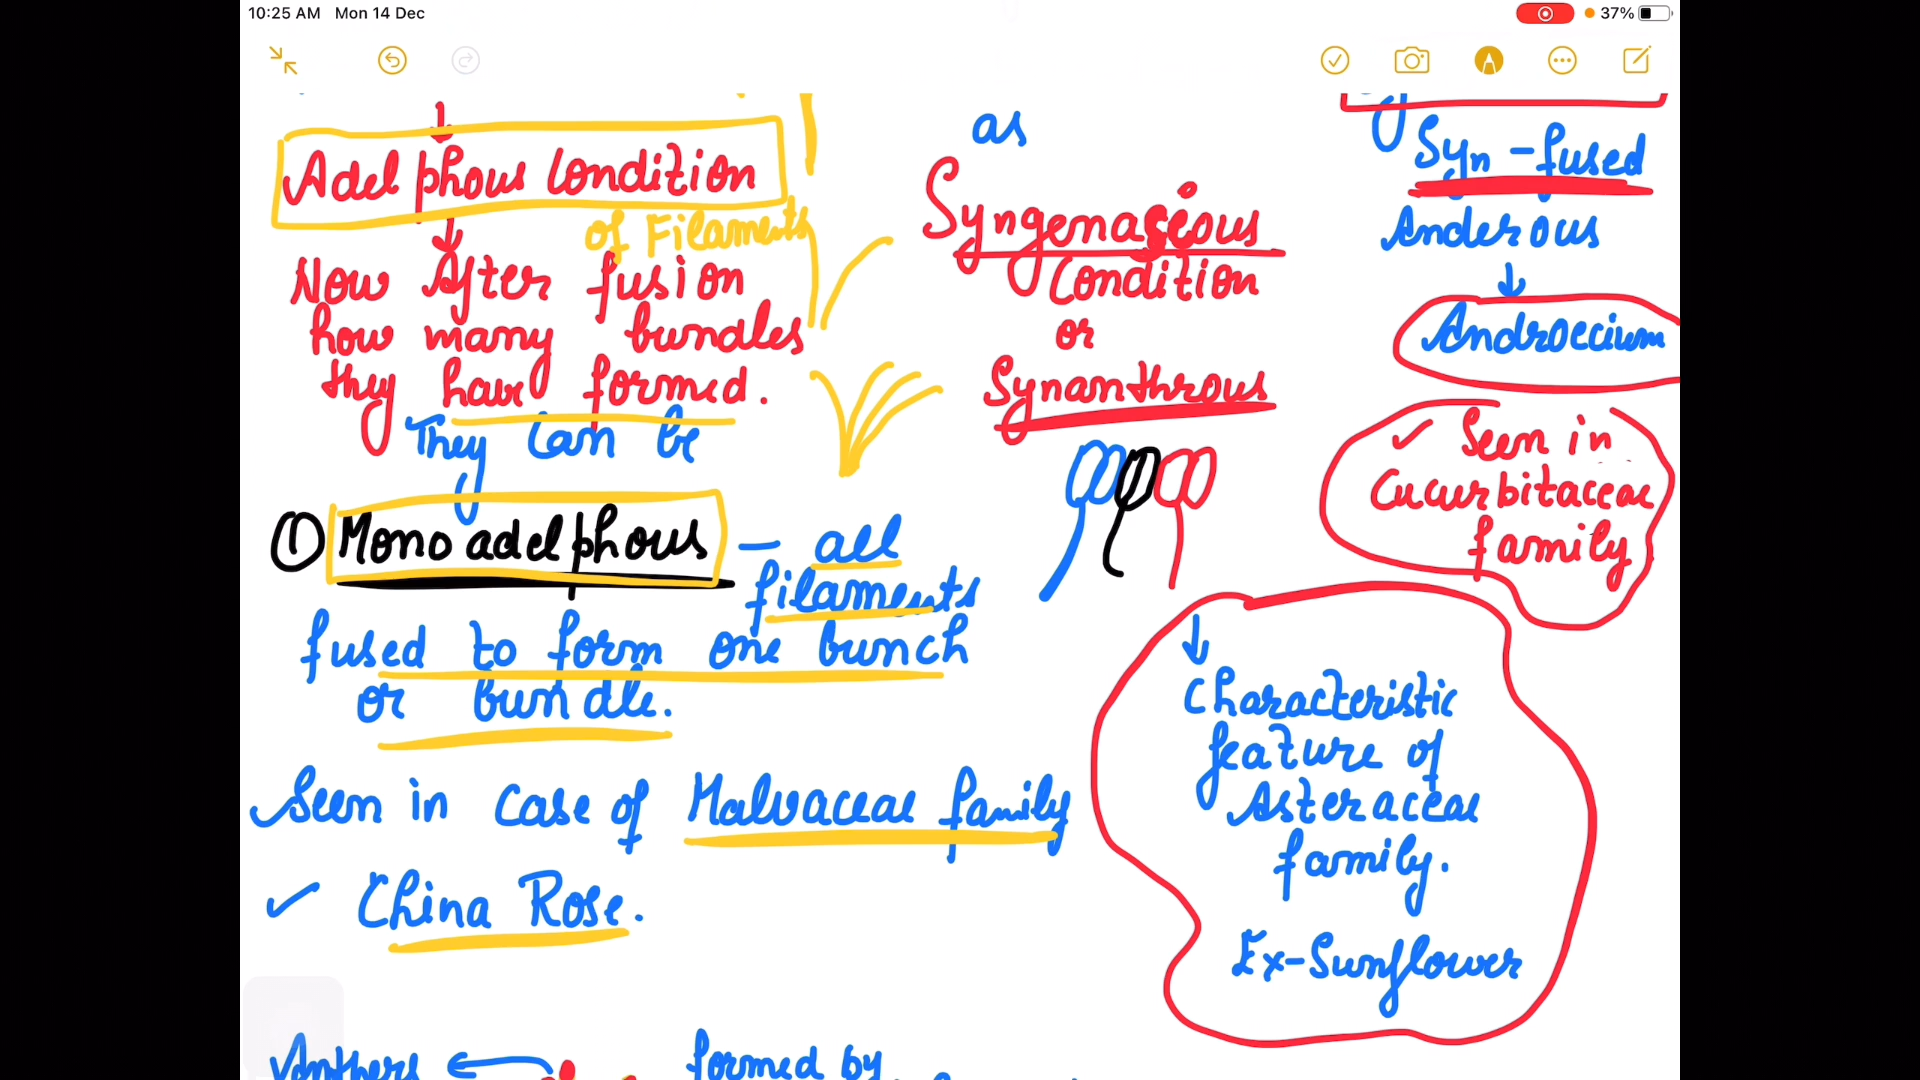 10:25 AM Mon 14 Dec
37%
Adelphous Condition
of Filaments
Now After fusion
how many bundles
they have formed.
They Can be
① Monoadelphous – all
filaments
fused to form one bunch
or bundle.
Seen in case of Malvaceae family
✓ China Rose.
Anthers ←
formed by
as
Syngenacious
Condition
or
Synanthrous
Syn - fused
Anderous
↓
Androecium
✓ Seen in
Cucurbitaceae
family
↓
Characteristic
feature of
Asteraceae
family.
Ex-Sunflower